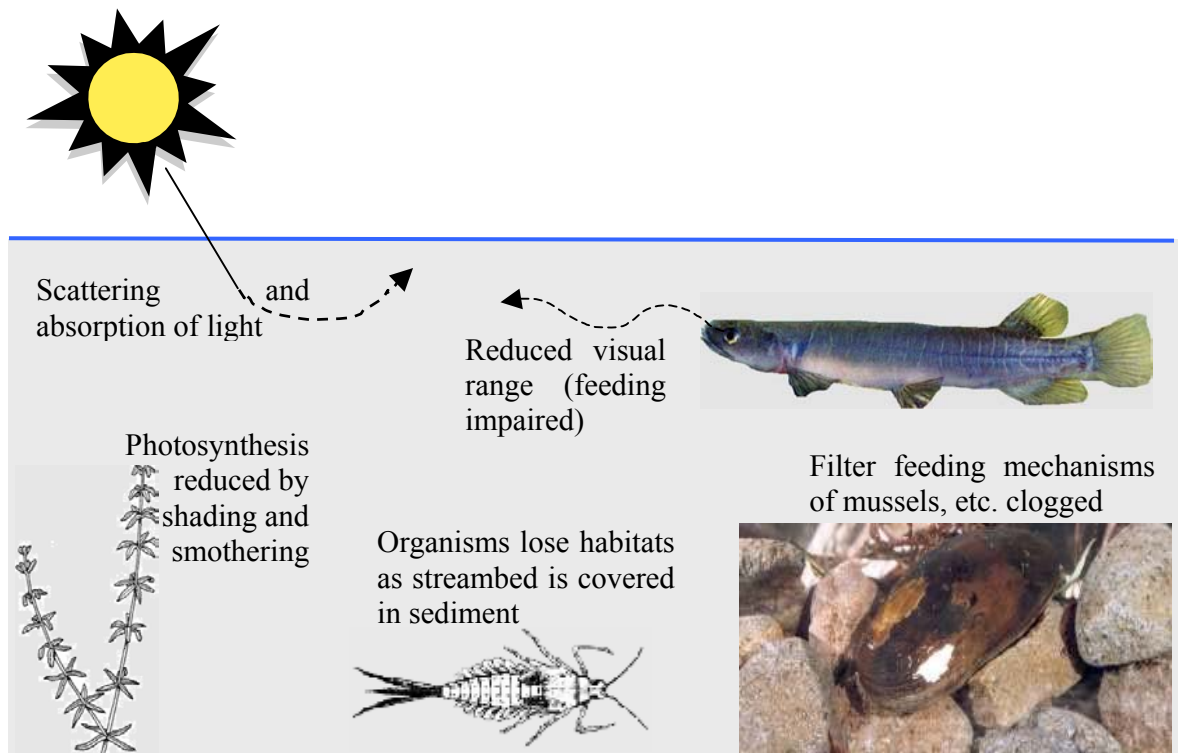 Scattering and
absorption of light
Reduced visual
range (feeding
impaired)
Photosynthesis
reduced by
shading and
smothering
Filter feeding mechanisms
of mussels, etc. clogged
Organisms lose habitats
as streambed is covered
in sediment